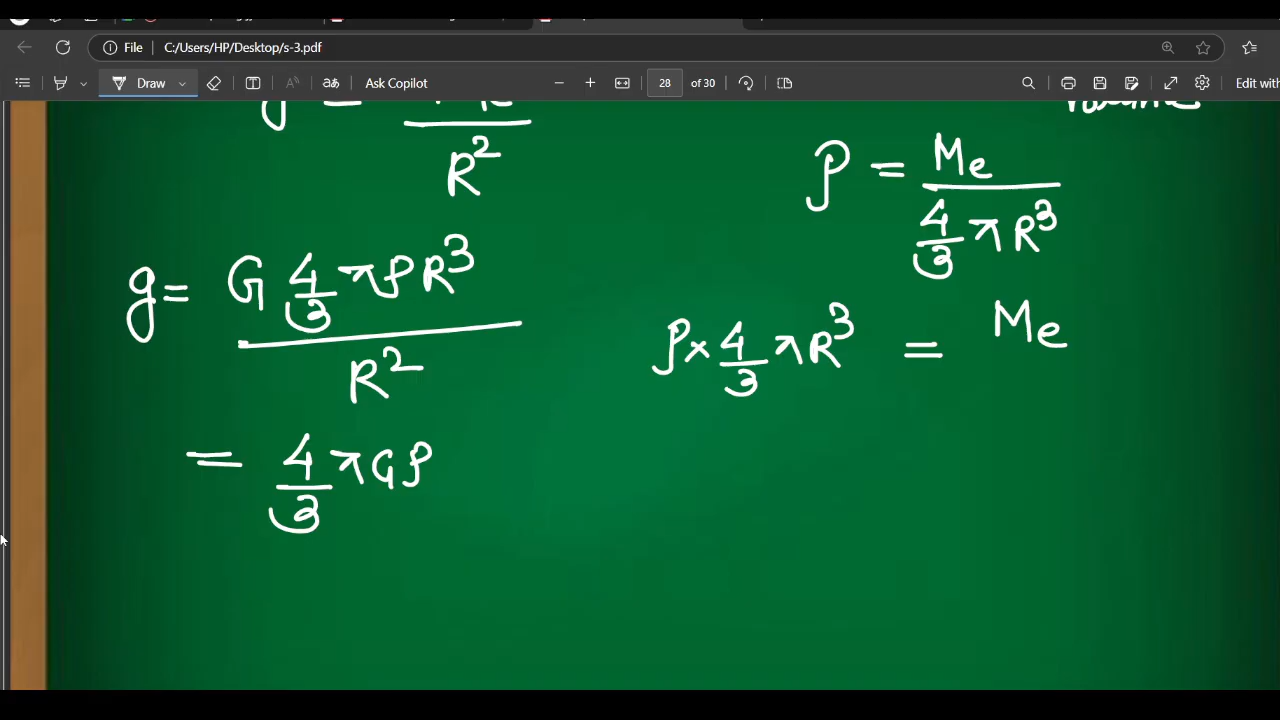 File | C:/Users/HP/Desktop/s-3.pdf
Draw Ask Copilot 28 of 30 Edit with
R²
ρ = Me / (4/3 π R³)
g = G 4/3 π ρ R³ / R²
ρ × 4/3 π R³ = Me
= 4/3 π G ρ